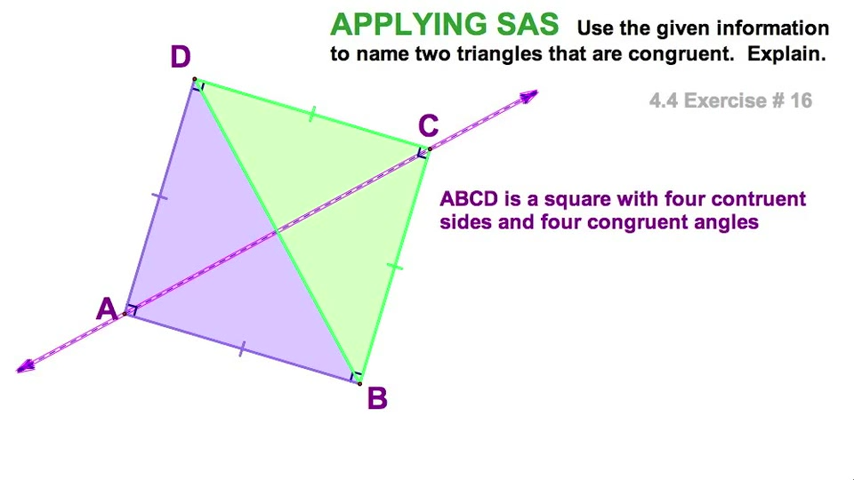 APPLYING SAS Use the given information
to name two triangles that are congruent. Explain.
D
4.4 Exercise # 16
C
ABCD is a square with four contruent
sides and four congruent angles
A
B